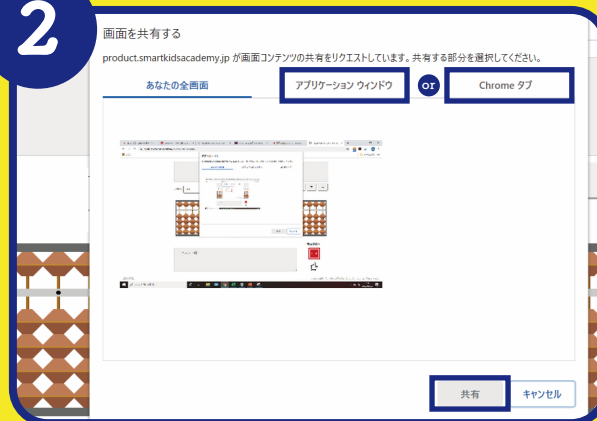 2
画面を共有する
product.smartkidsacademy.jp が画面コンテンツの共有をリクエストしています。共有する部分を選択してください。
あなたの全画面 アプリケーション ウィンドウ or Chrome タブ
共有 キャンセル